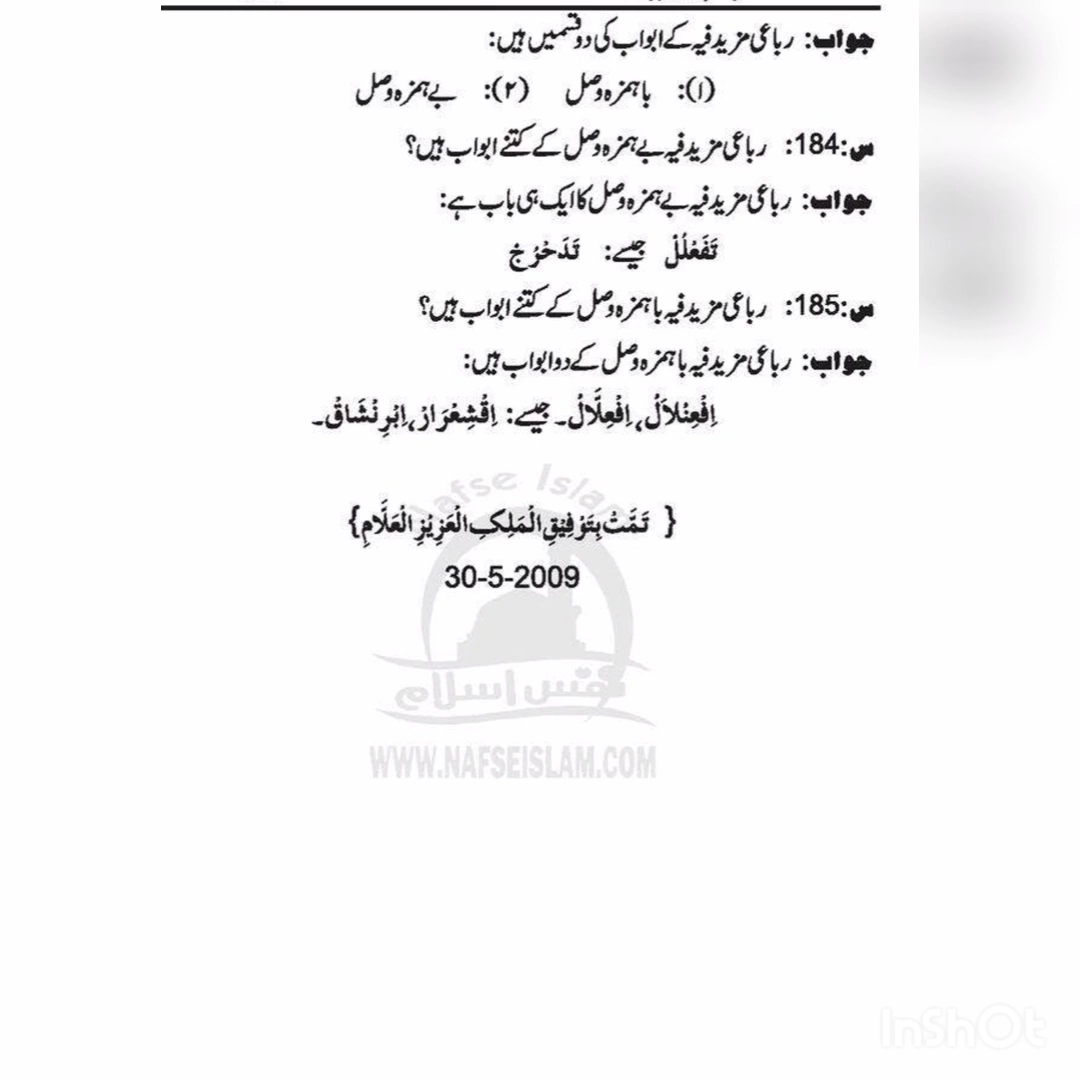 جواب: رباعی مزید فیہ کے ابواب کی دو قسمیں ہیں:
(۱): باہمزہ وصل (۲): بے ہمزہ وصل
س:184: رباعی مزید فیہ بے ہمزہ وصل کے کتنے ابواب ہیں؟
جواب: رباعی مزید فیہ بے ہمزہ وصل کا ایک ہی باب ہے:
تَفَعْلُلْ جیسے: تَدَحْرُجْ
س:185: رباعی مزید فیہ باہمزہ وصل کے کتنے ابواب ہیں؟
جواب: رباعی مزید فیہ باہمزہ وصل کے دو ابواب ہیں:
اِفْعِنْلَالْ، اِفْعِلَّالْ۔ جیسے: اِقْشِعْرَارْ، اِبْرِنْشَاقْ۔
Nafse Islam
{ تَمَّتْ بِتَوْفِيْقِ الْمَلِكِ الْعَزِيْزِ الْعَلَّامِ}
30-5-2009
نفس اسلام
WWW.NAFSEISLAM.COM
InShOt